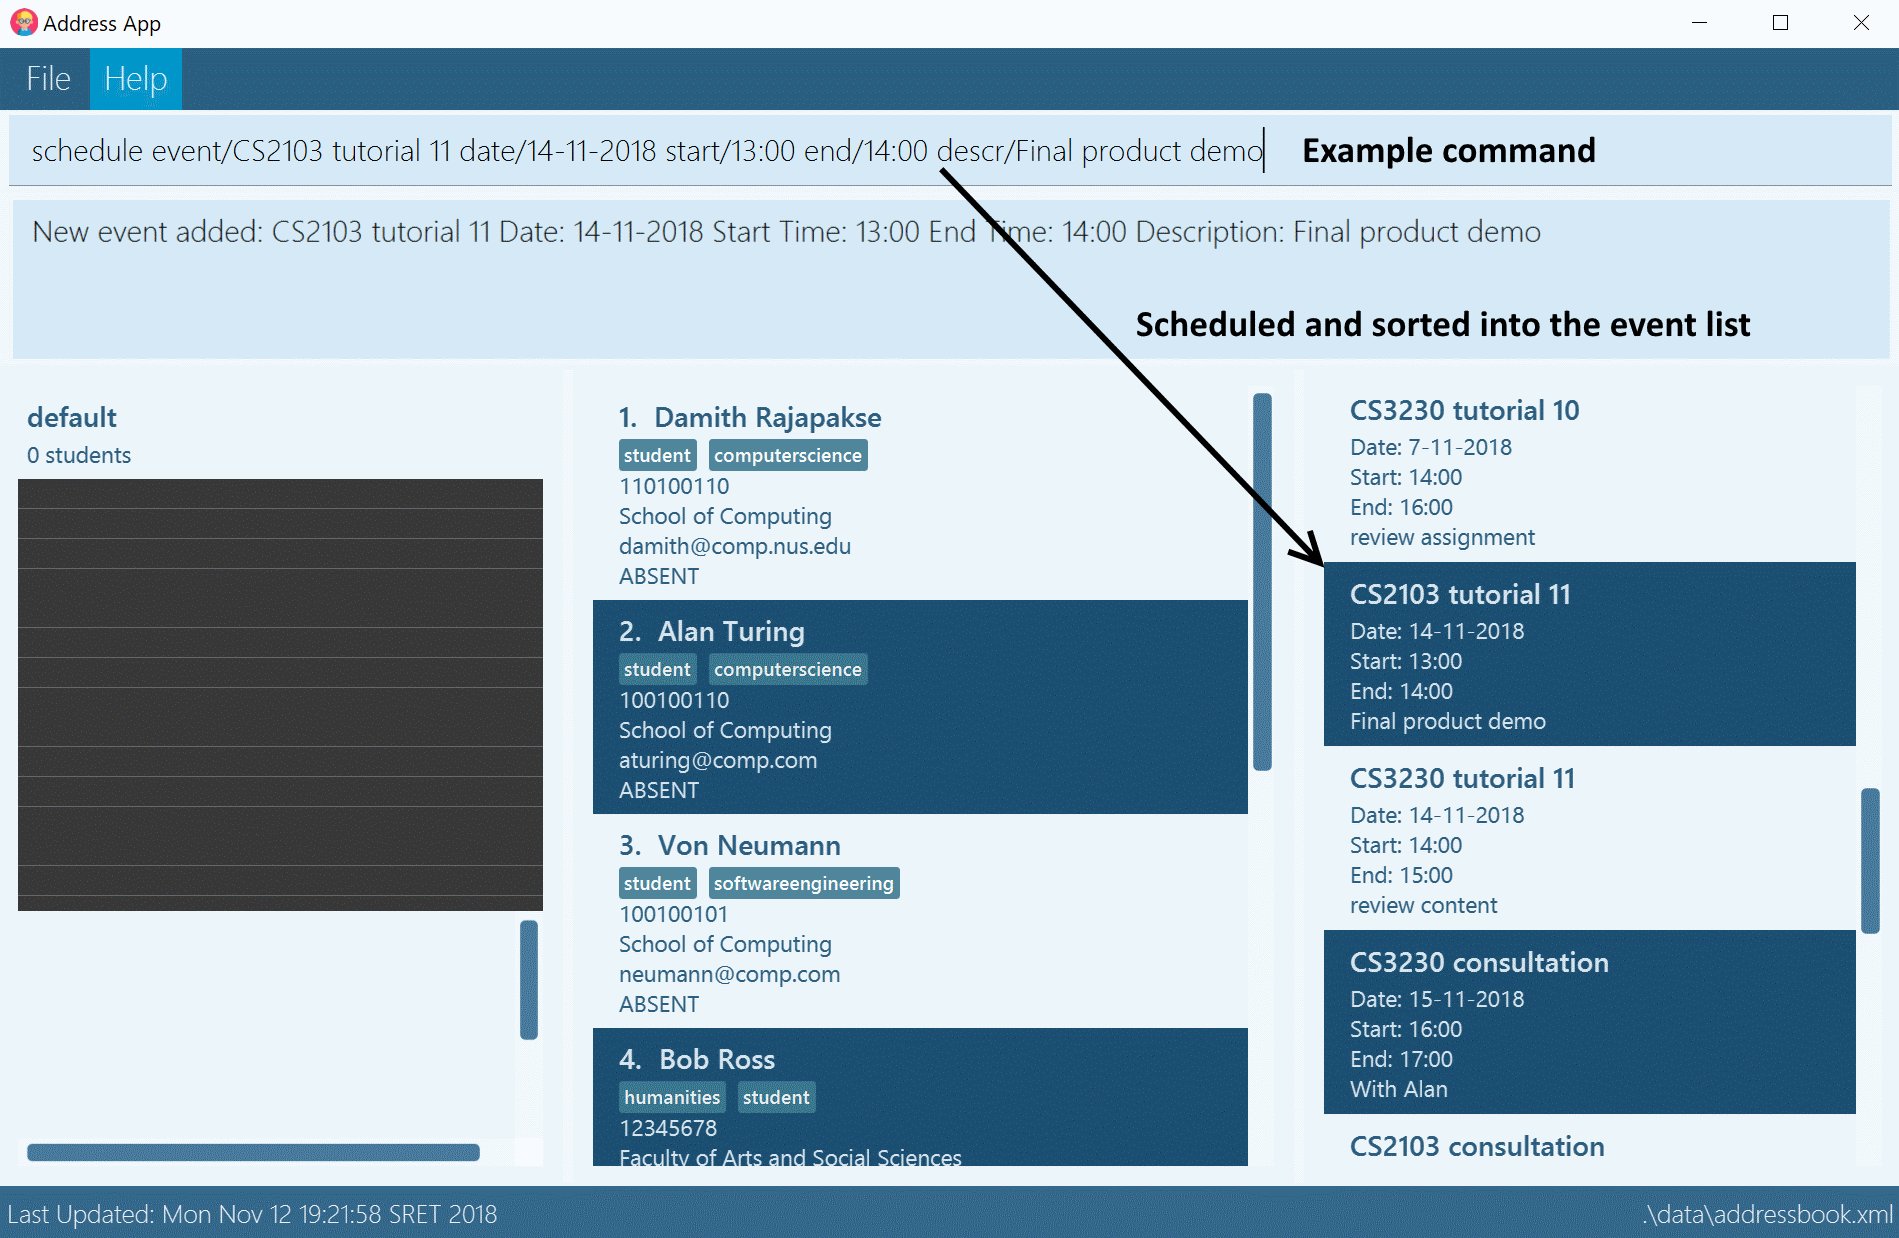 Address App
File Help
schedule event/CS2103 tutorial 11 date/14-11-2018 start/13:00 end/14:00 descr/Final product demo
Example command
New event added: CS2103 tutorial 11 Date: 14-11-2018 Start Time: 13:00 End Time: 14:00 Description: Final product demo
Scheduled and sorted into the event list
default
0 students
1. Damith Rajapakse
student computerscience
110100110
School of Computing
damith@comp.nus.edu
ABSENT
2. Alan Turing
student computerscience
100100110
School of Computing
aturing@comp.com
ABSENT
3. Von Neumann
student softwareengineering
100100101
School of Computing
neumann@comp.com
ABSENT
4. Bob Ross
humanities student
12345678
Faculty of Arts and Social Sciences
CS3230 tutorial 10
Date: 7-11-2018
Start: 14:00
End: 16:00
review assignment
CS2103 tutorial 11
Date: 14-11-2018
Start: 13:00
End: 14:00
Final product demo
CS3230 tutorial 11
Date: 14-11-2018
Start: 14:00
End: 15:00
review content
CS3230 consultation
Date: 15-11-2018
Start: 16:00
End: 17:00
With Alan
CS2103 consultation
Last Updated: Mon Nov 12 19:21:58 SRET 2018
.\data\addressbook.xml